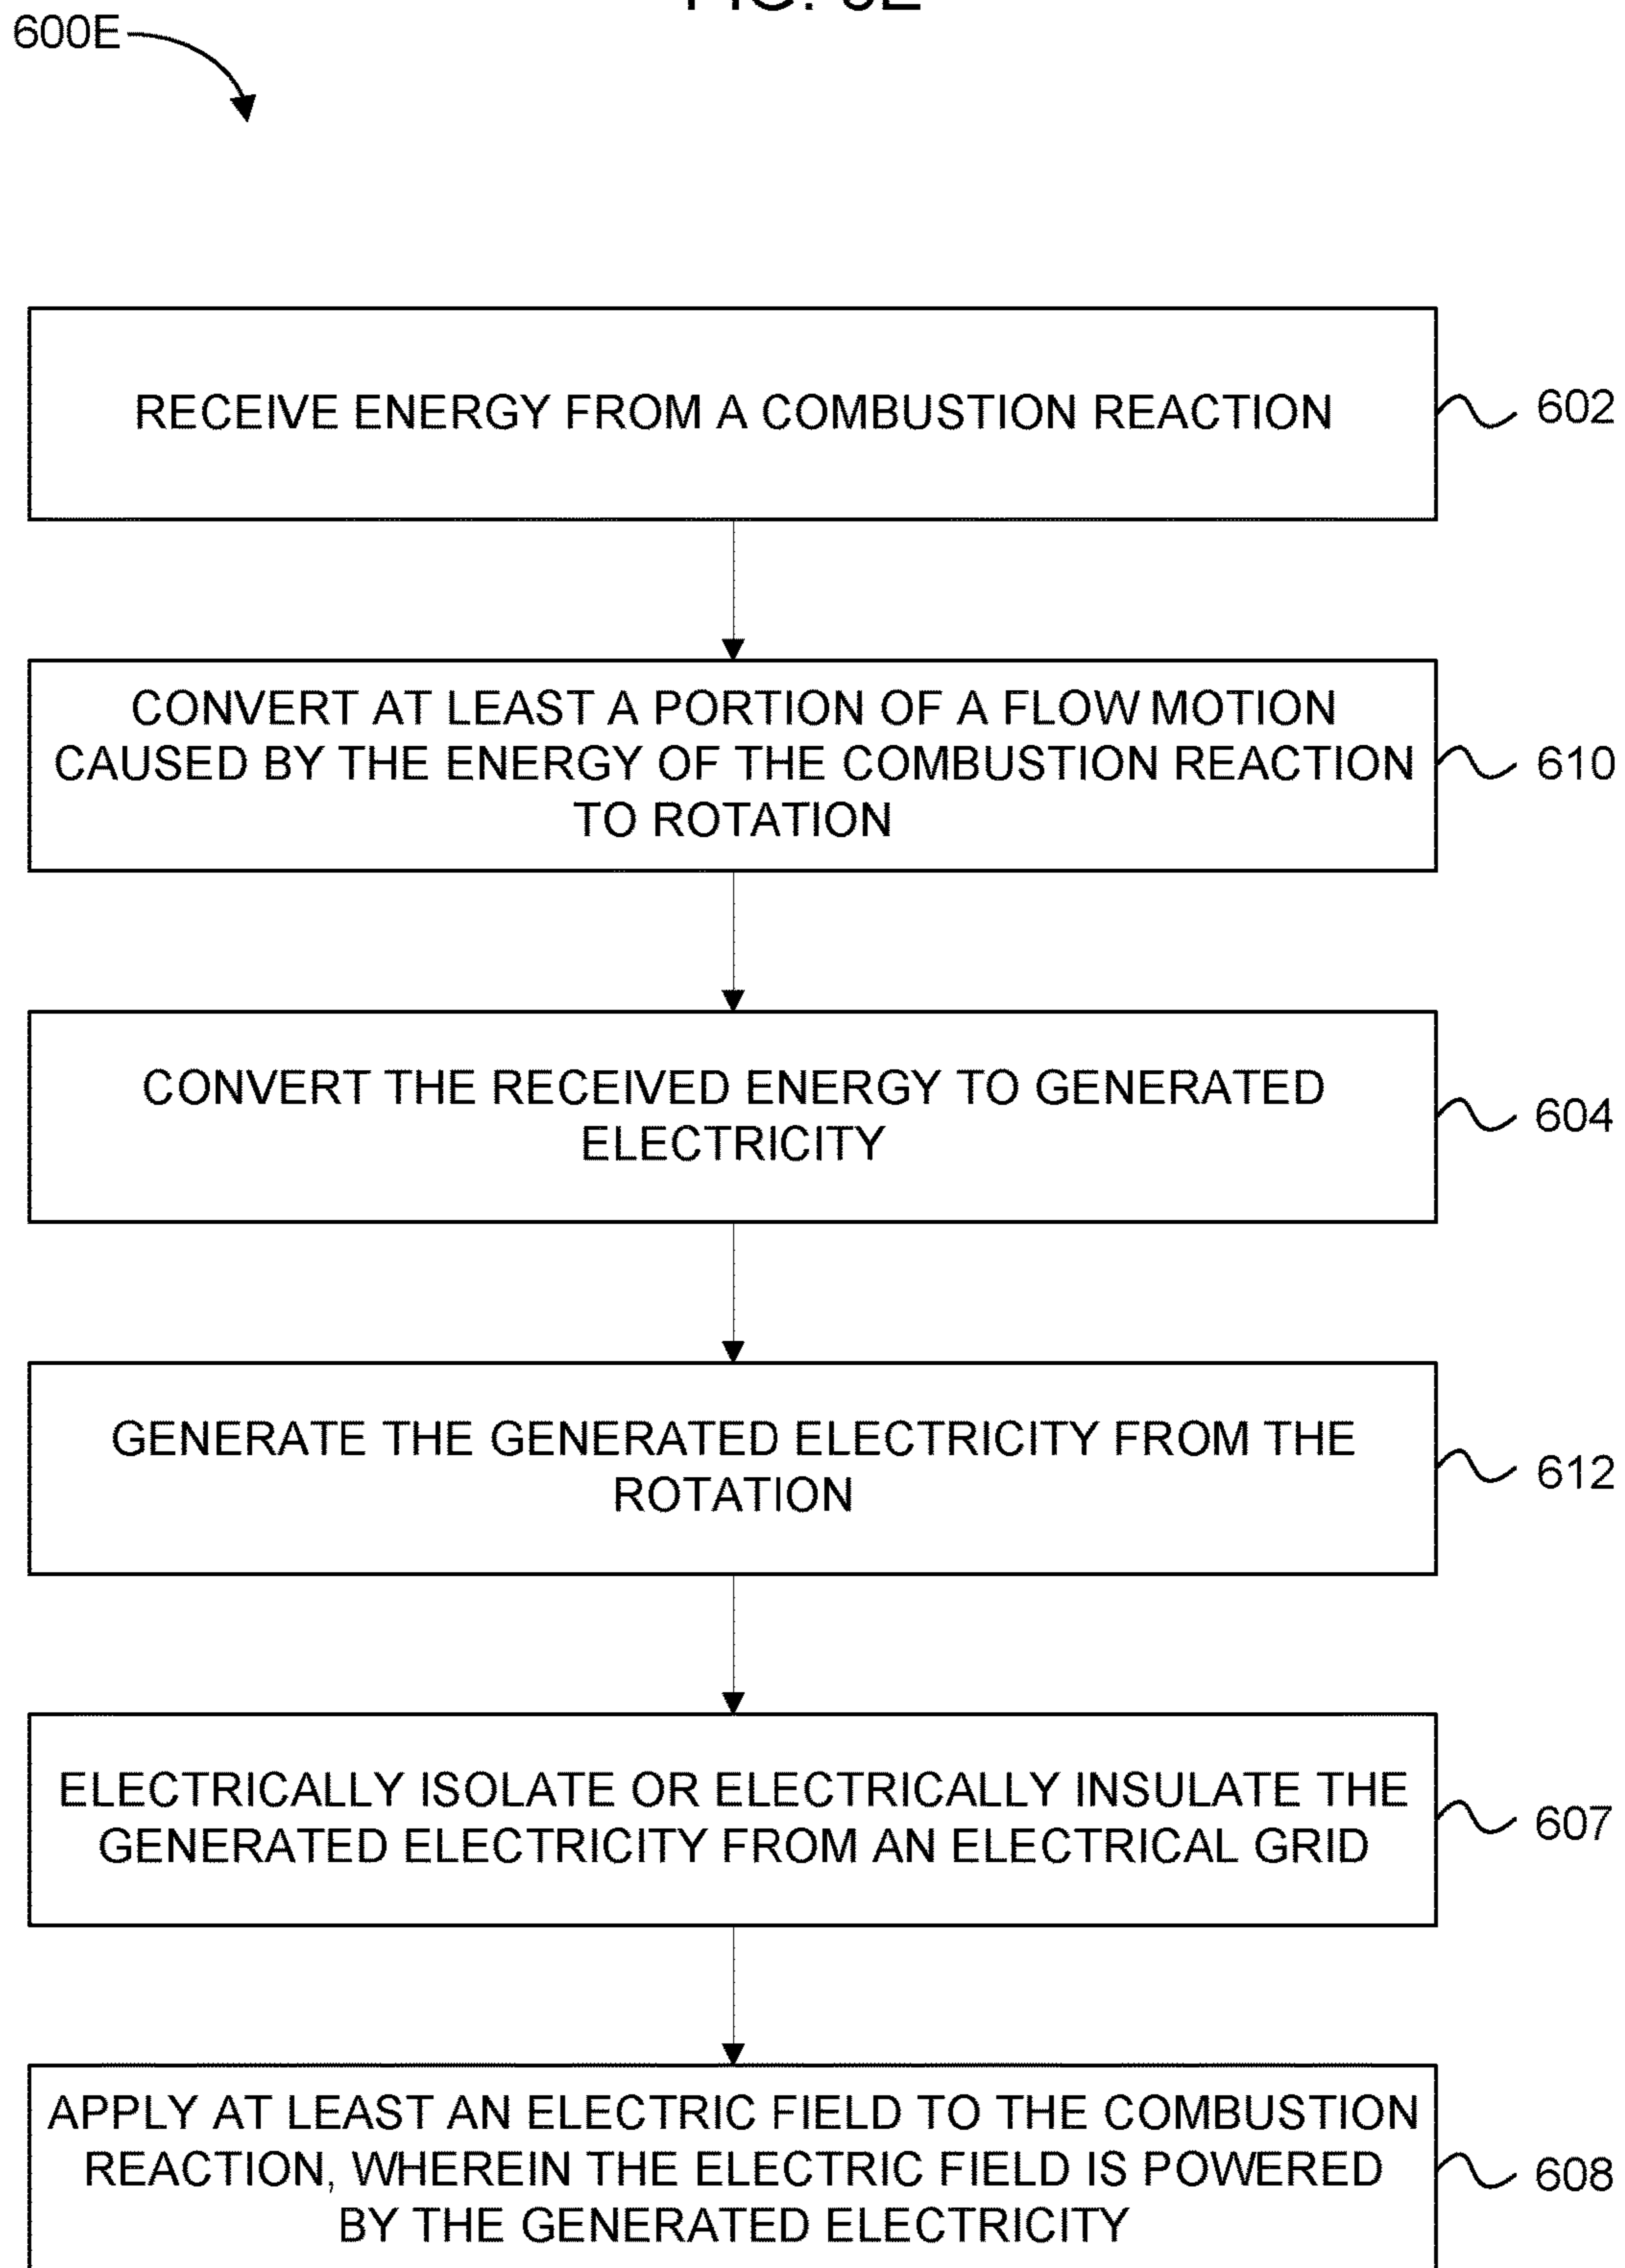 600E
RECEIVE ENERGY FROM A COMBUSTION REACTION
602
CONVERT AT LEAST A PORTION OF A FLOW MOTION
CAUSED BY THE ENERGY OF THE COMBUSTION REACTION
TO ROTATION
610
CONVERT THE RECEIVED ENERGY TO GENERATED
ELECTRICITY
604
GENERATE THE GENERATED ELECTRICITY FROM THE
ROTATION
612
ELECTRICALLY ISOLATE OR ELECTRICALLY INSULATE THE
GENERATED ELECTRICITY FROM AN ELECTRICAL GRID
607
APPLY AT LEAST AN ELECTRIC FIELD TO THE COMBUSTION
REACTION, WHEREIN THE ELECTRIC FIELD IS POWERED
BY THE GENERATED ELECTRICITY
608